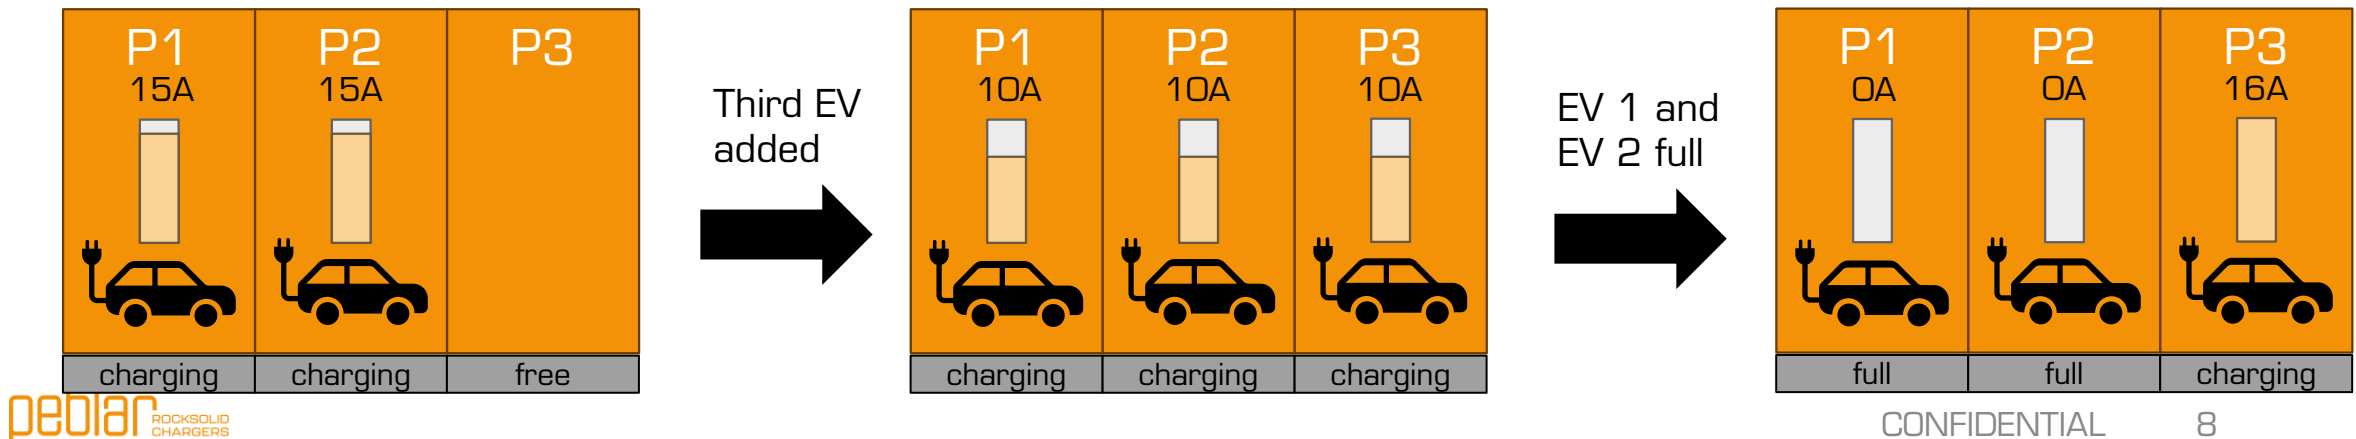 P1 P2 P3
15A 15A
charging charging free
Third EV
added
P1 P2 P3
10A 10A 10A
charging charging charging
EV 1 and
EV 2 full
P1 P2 P3
0A 0A 16A
full full charging
peblar ROCKSOLID
CHARGERS
CONFIDENTIAL 8